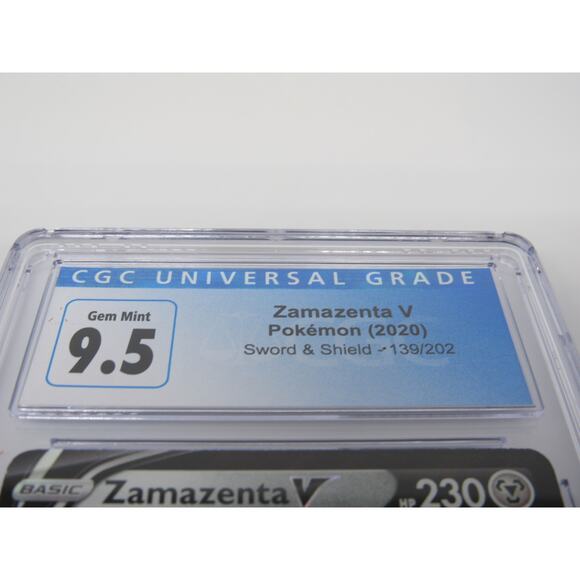 CGC UNIVERSAL GRADE
Gem Mint
9.5
Zamazenta V
Pokémon (2020)
Sword & Shield - 139/202
BASIC Zamazenta V HP 230